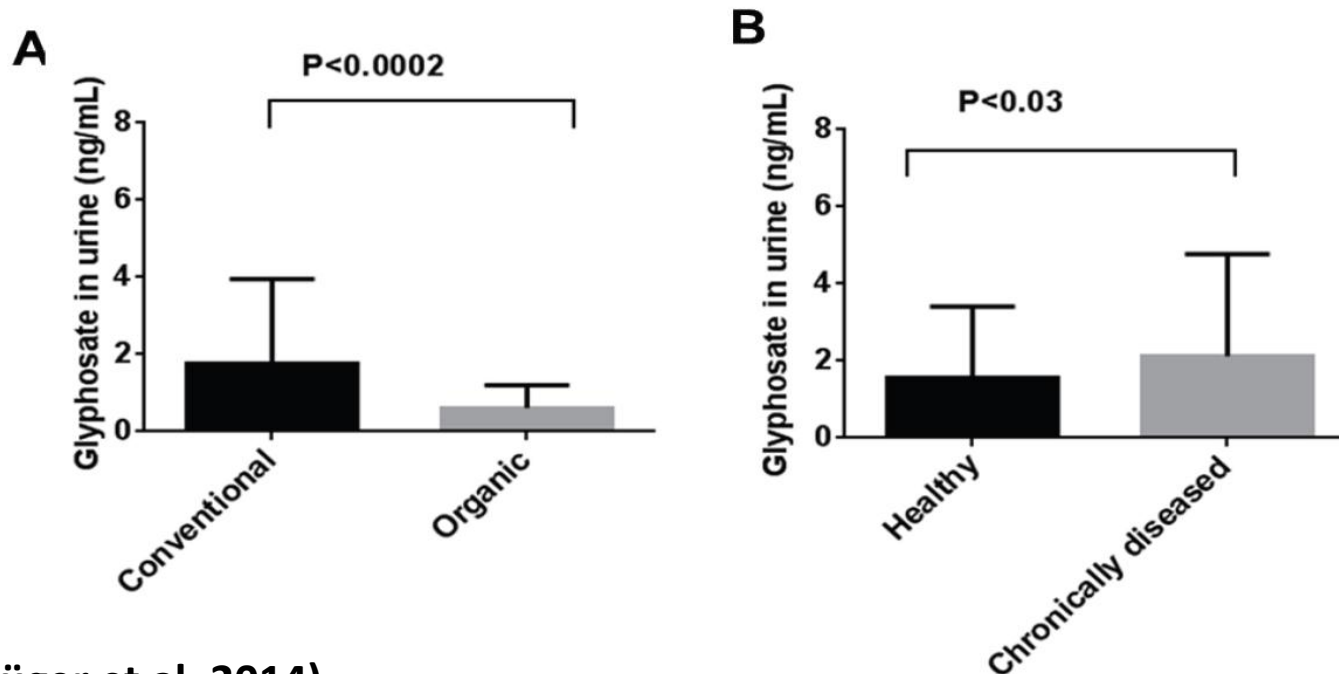 A
P<0.0002
Glyphosate in urine (ng/mL)
8
6
4
2
0
Conventional
Organic
B
P<0.03
Glyphosate in urine (ng/mL)
8
6
4
2
0
Healthy
Chronically diseased
et al. 2014)